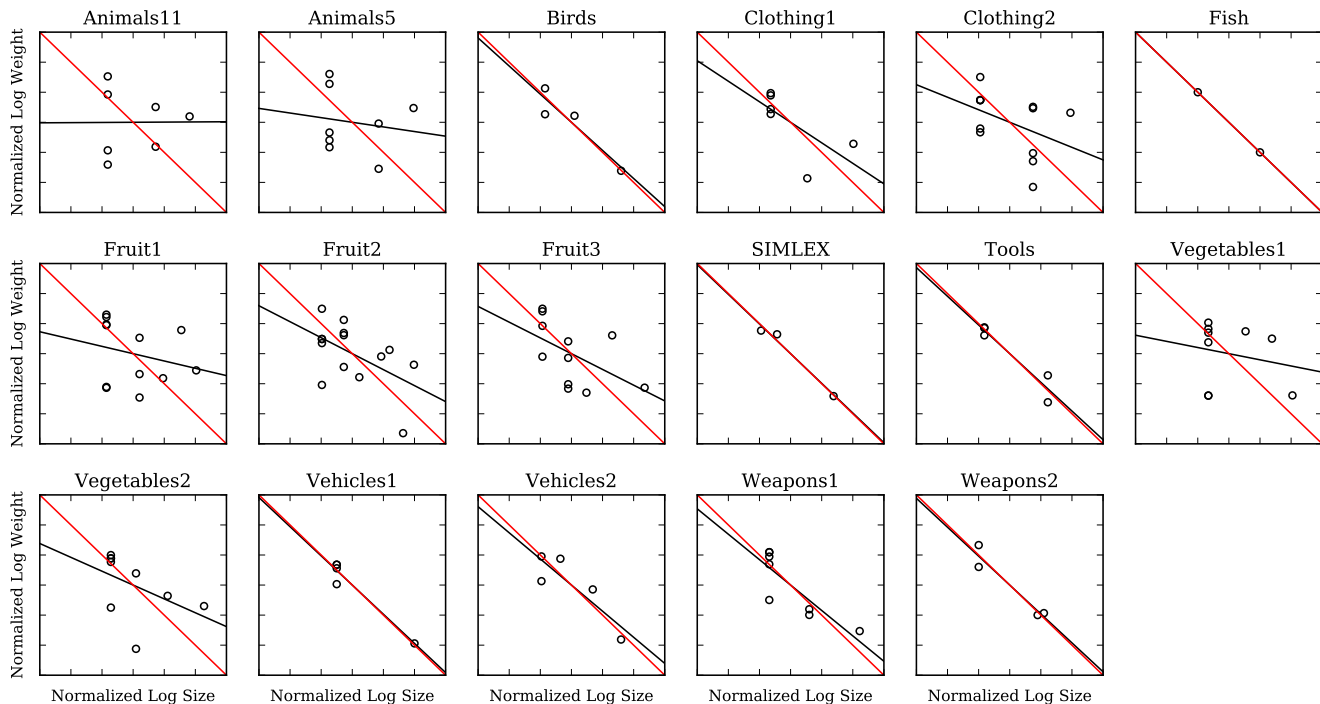 Animals11 Animals5 Birds Clothing1 Clothing2 Fish
Normalized Log Weight
Fruit1 Fruit2 Fruit3 SIMLEX Tools Vegetables1
Normalized Log Weight
Vegetables2 Vehicles1 Vehicles2 Weapons1 Weapons2
Normalized Log Weight
Normalized Log Size Normalized Log Size Normalized Log Size Normalized Log Size Normalized Log Size